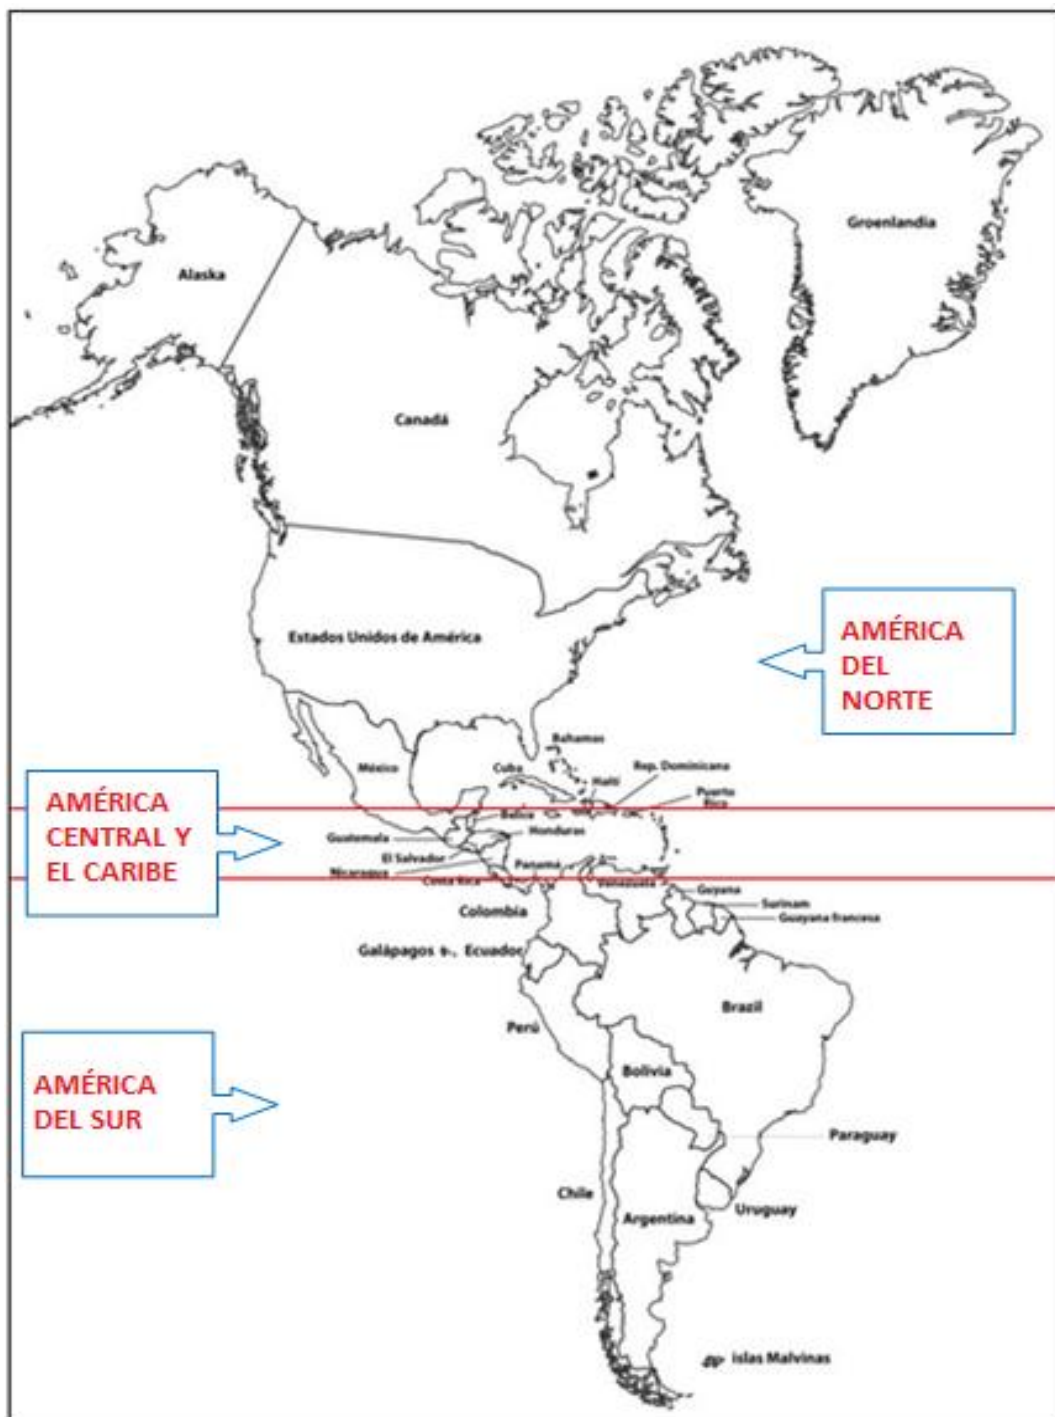 Groenlandia
Alaska
Canadá
AMÉRICA
DEL
NORTE
Estados Unidos de América
Bahamas
México
Cuba
Rep. Dominicana
Haití
Puerto
Rico
AMÉRICA
CENTRAL Y
EL CARIBE
Belice
Guatemala
Honduras
El Salvador
Nicaragua
Panamá
Costa Rica
Venezuela
Guyana
Surinam
Guayana francesa
Colombia
Galápagos
Ecuador
Brazil
Perú
AMÉRICA
DEL SUR
Bolivia
Paraguay
Chile
Uruguay
Argentina
islas Malvinas